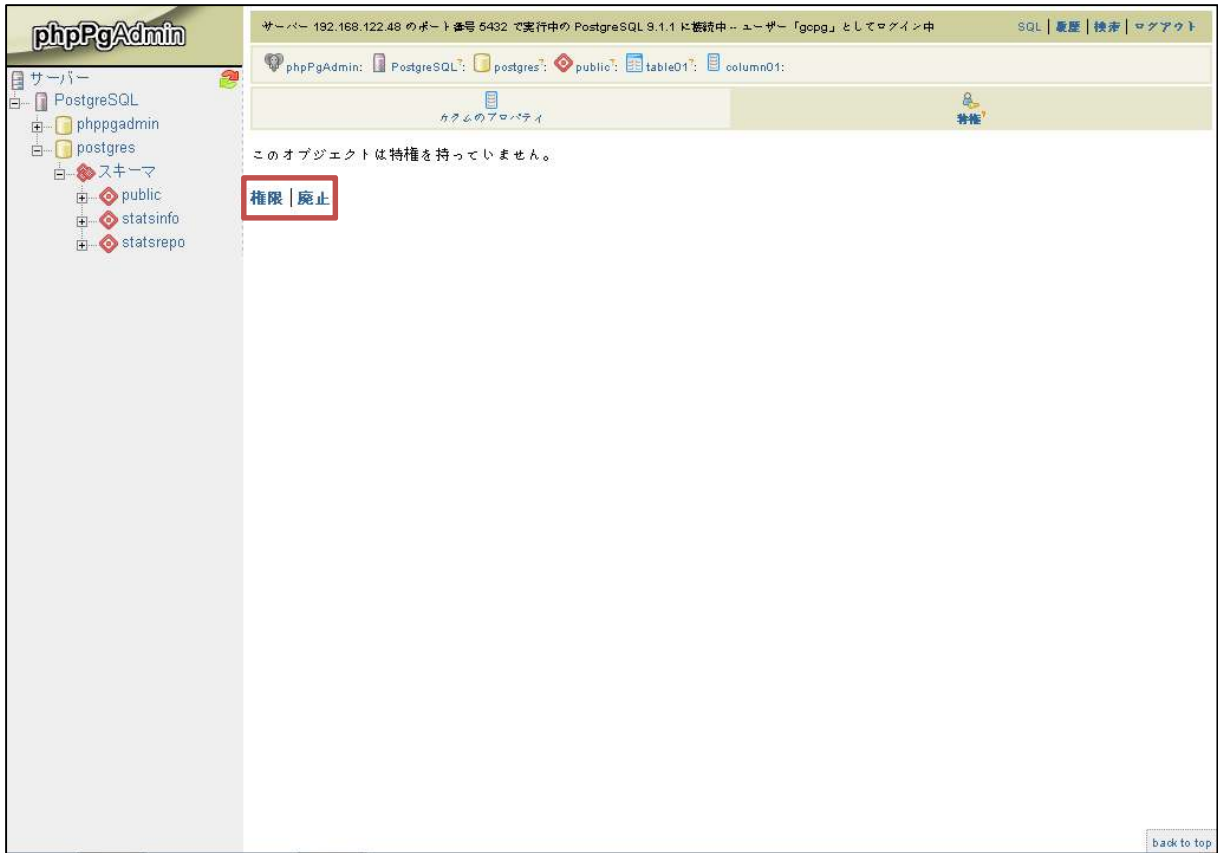 phpPgAdmin
サーバー
PostgreSQL
phppgadmin
postgres
スキーマ
public
statsinfo
statsrepo
サーバー 192.168.122.48 のポート番号 5432 で実行中の PostgreSQL 9.1.1 に接続中 -- ユーザー「gopg」としてログイン中
SQL | 履歴 | 検索 | ログアウト
phpPgAdmin: PostgreSQL?: postgres?: public?: table01?: column01:
カラムのプロパティ
特権?
このオブジェクトは特権を持っていません。
権限 | 廃止
back to top